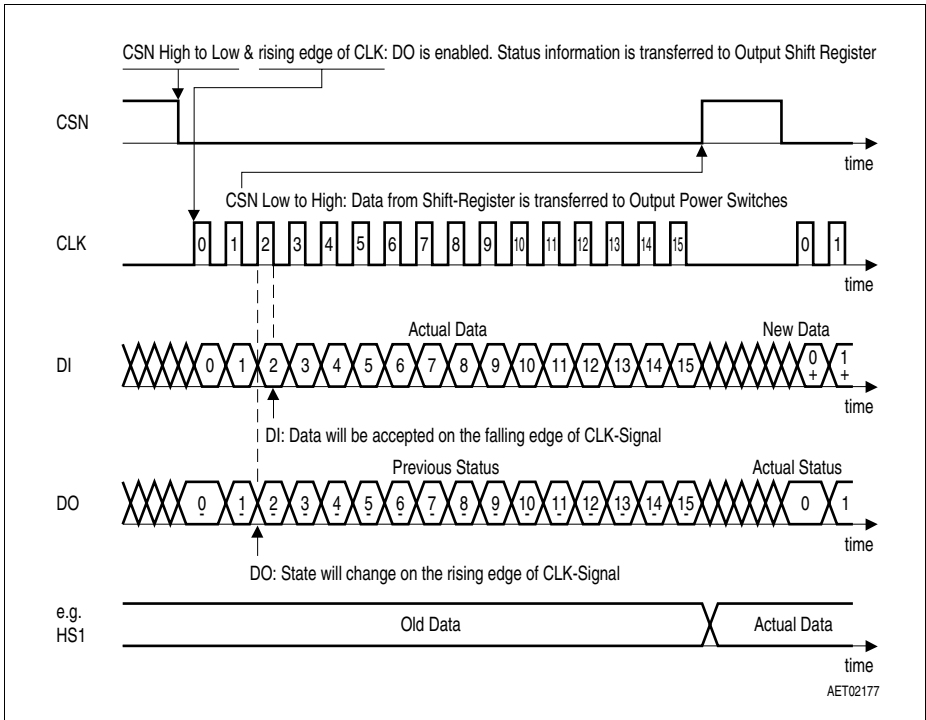 CSN High to Low & rising edge of CLK: DO is enabled. Status information is transferred to Output Shift Register
CSN
time
CSN Low to High: Data from Shift-Register is transferred to Output Power Switches
CLK
0 1 2 3 4 5 6 7 8 9 10 11 12 13 14 15 0 1
time
Actual Data New Data
DI
0 1 2 3 4 5 6 7 8 9 10 11 12 13 14 15 0 1
+ +
time
DI: Data will be accepted on the falling edge of CLK-Signal
Previous Status Actual Status
DO
0 1 2 3 4 5 6 7 8 9 10 11 12 13 14 15 0 1
- - - - - - - - - - - - - - - -
time
DO: State will change on the rising edge of CLK-Signal
e.g.
HS1
Old Data Actual Data
time
AET02177